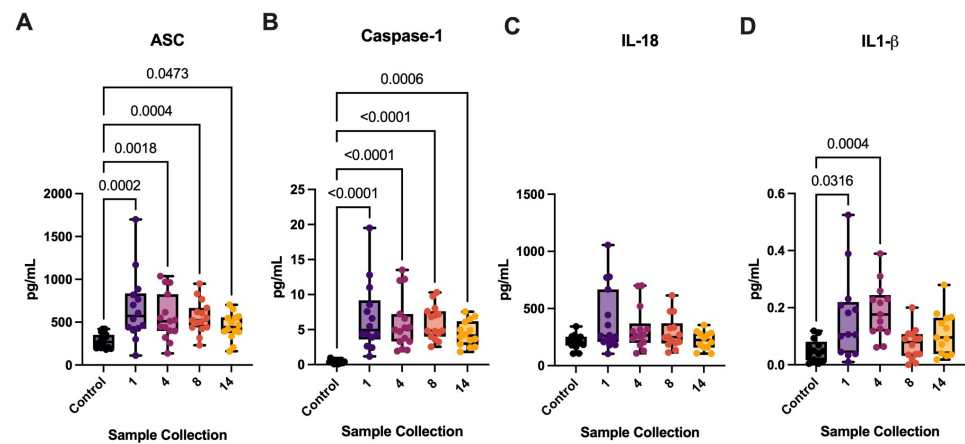 A
ASC
0.0473
0.0004
0.0018
0.0002
2000
1500
1000
500
0
pg/mL
Control
1
4
8
14
Sample Collection
B
Caspase-1
0.0006
<0.0001
<0.0001
<0.0001
25
20
15
10
5
0
pg/mL
Control
1
4
8
14
Sample Collection
C
IL-18
1500
1000
500
0
pg/mL
Control
1
4
8
14
Sample Collection
D
IL1-β
0.0004
0.0316
0.6
0.4
0.2
0.0
pg/mL
Control
1
4
8
14
Sample Collection